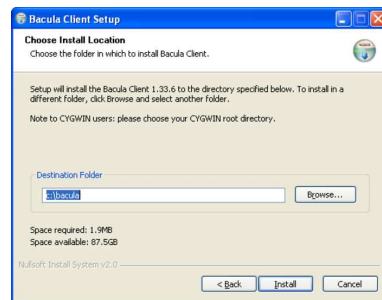 Bacula Client Setup
Choose Install Location
Choose the folder in which to install Bacula Client.
Setup will install the Bacula Client 1.33.6 to the directory specified below. To install in a
different folder, click Browse and select another folder.
Note to CYGWIN users: please choose your CYGWIN root directory.
Destination Folder
c:\bacula
Browse...
Space required: 1.9MB
Space available: 87.5GB
Nullsoft Install System v2.0
< Back
Install
Cancel